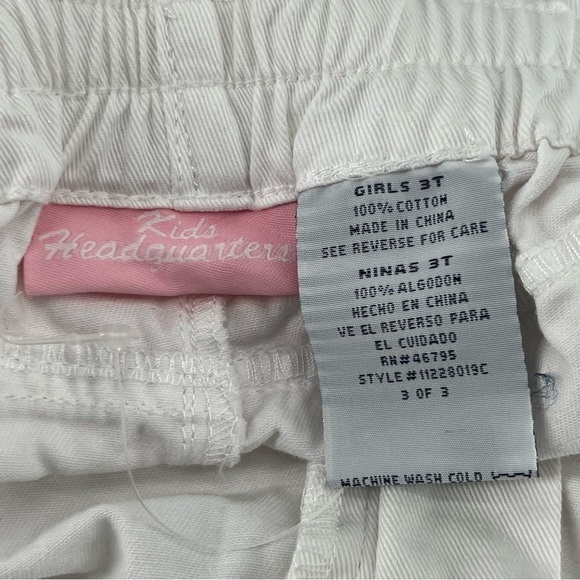 Kids
Headquarters
GIRLS 3T
100% COTTON
MADE IN CHINA
SEE REVERSE FOR CARE
NINAS 3T
100% ALGODON
HECHO EN CHINA
VE EL REVERSO PARA
EL CUIDADO
RN#46795
STYLE#11228019C
3 OF 3
MACHINE WASH COLD